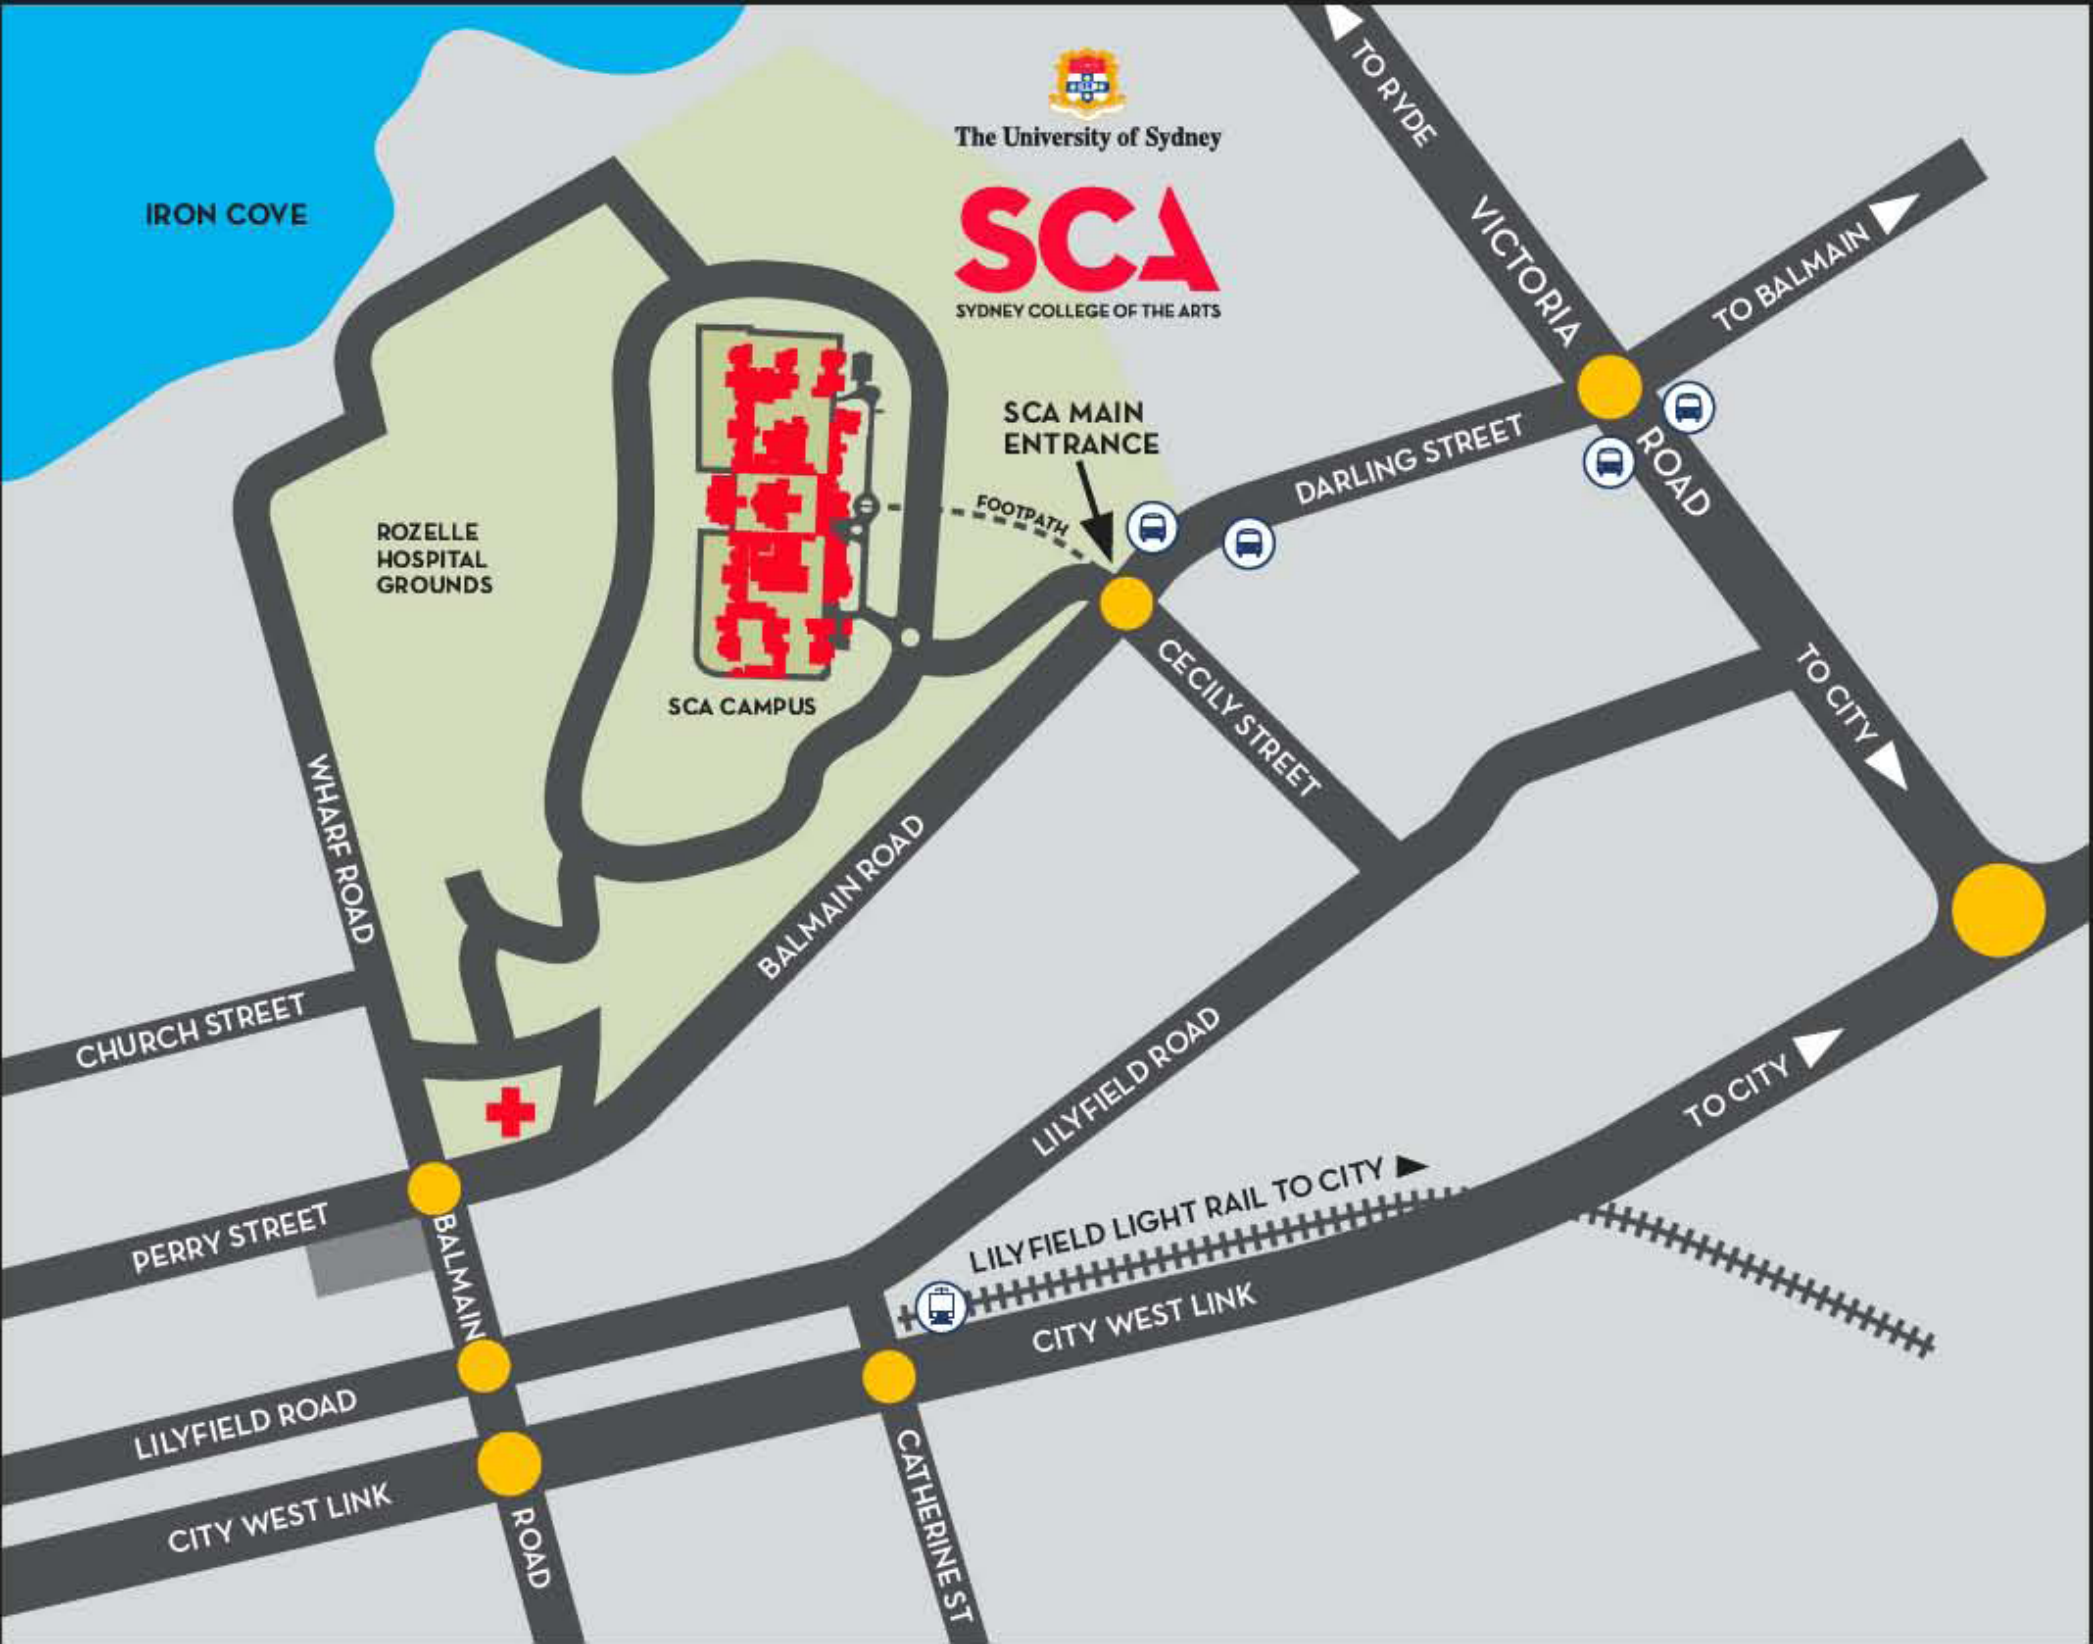 TO RYDE
The University of Sydney
SCA
SYDNEY COLLEGE OF THE ARTS
IRON COVE
VICTORIA
ROAD
TO BALMAIN
SCA MAIN
ENTRANCE
DARLING STREET
FOOTPATH
ROZELLE
HOSPITAL
GROUNDS
SCA CAMPUS
CECILY STREET
TO CITY
WHARF ROAD
BALMAIN ROAD
CHURCH STREET
LILYFIELD ROAD
TO CITY
PERRY STREET
BALMAIN
ROAD
LILYFIELD LIGHT RAIL TO CITY
CITY WEST LINK
LILYFIELD ROAD
CITY WEST LINK
CATHERINE ST